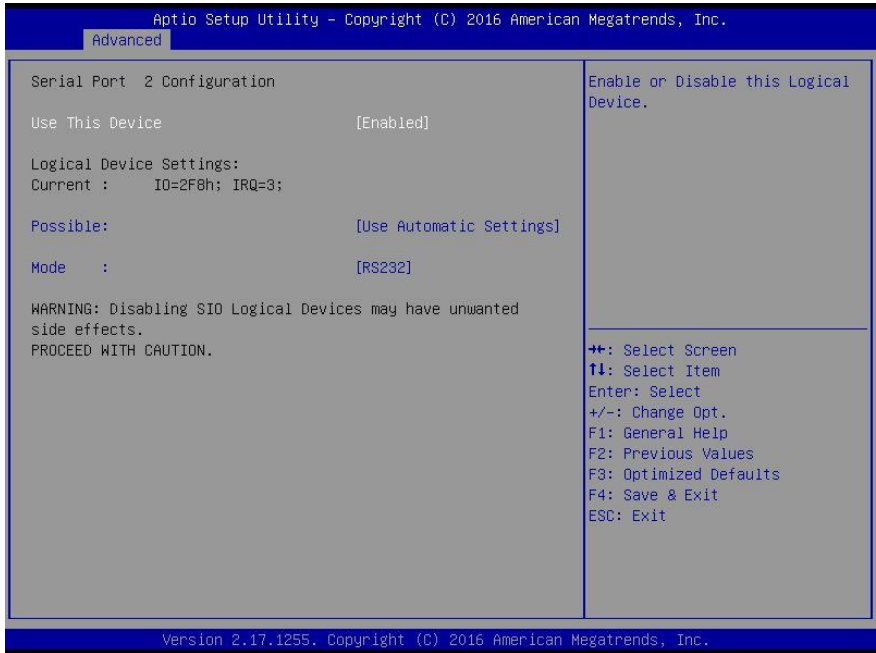 Aptio Setup Utility – Copyright (C) 2016 American Megatrends, Inc.
Advanced
Serial Port 2 Configuration
Use This Device [Enabled]
Logical Device Settings:
Current : IO=2F8h; IRQ=3;
Possible: [Use Automatic Settings]
Mode : [RS232]
WARNING: Disabling SIO Logical Devices may have unwanted
side effects.
PROCEED WITH CAUTION.
Enable or Disable this Logical
Device.
→←: Select Screen
↑↓: Select Item
Enter: Select
+/-: Change Opt.
F1: General Help
F2: Previous Values
F3: Optimized Defaults
F4: Save & Exit
ESC: Exit
Version 2.17.1255. Copyright (C) 2016 American Megatrends, Inc.